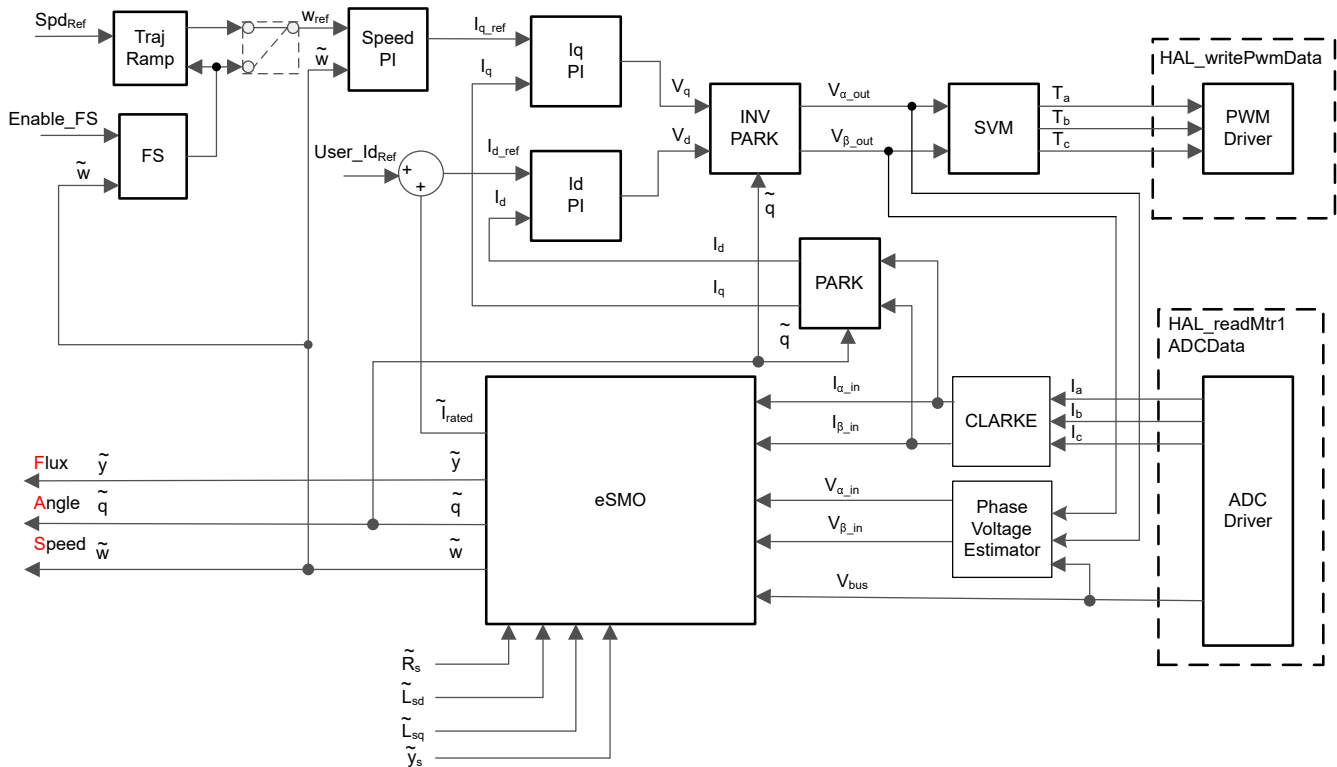 Spd_Ref
Traj
Ramp
w_ref
w̃
Speed
PI
I_q_ref
I_q
Iq
PI
Enable_FS
w̃
FS
User_Id_Ref
+
+
I_d_ref
I_d
Id
PI
V_q
V_d
INV
PARK
q̃
V_α_out
V_β_out
SVM
T_a
T_b
T_c
HAL_writePwmData
PWM
Driver
I_d
I_q
PARK
q̃
HAL_readMtr1
ADCData
I_a
I_b
I_c
CLARKE
I_α_in
I_β_in
Ĩ_rated
eSMO
V_α_in
V_β_in
Phase
Voltage
Estimator
V_bus
ADC
Driver
Flux ỹ
ỹ
Angle q̃
q̃
Speed w̃
w̃
R̃_s
L̃_sd
L̃_sq
ỹ_s